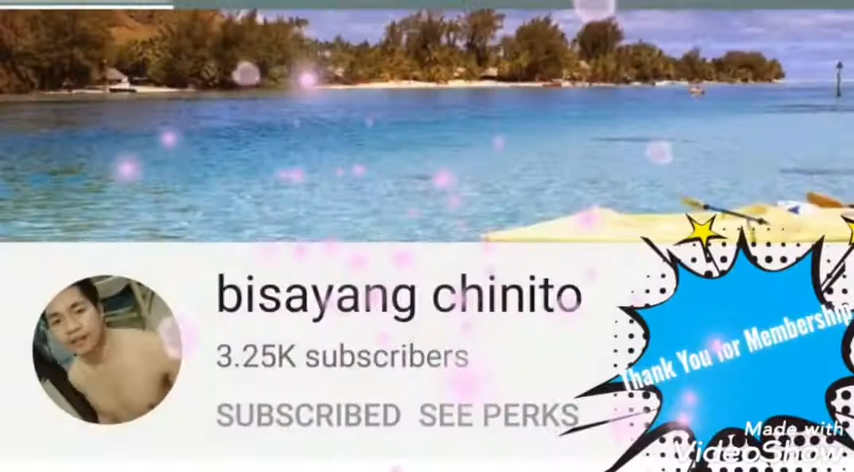 bisayang chinito
3.25K subscribers
SUBSCRIBED SEE PERKS
Thank You for Membership
Made with
VideoShow